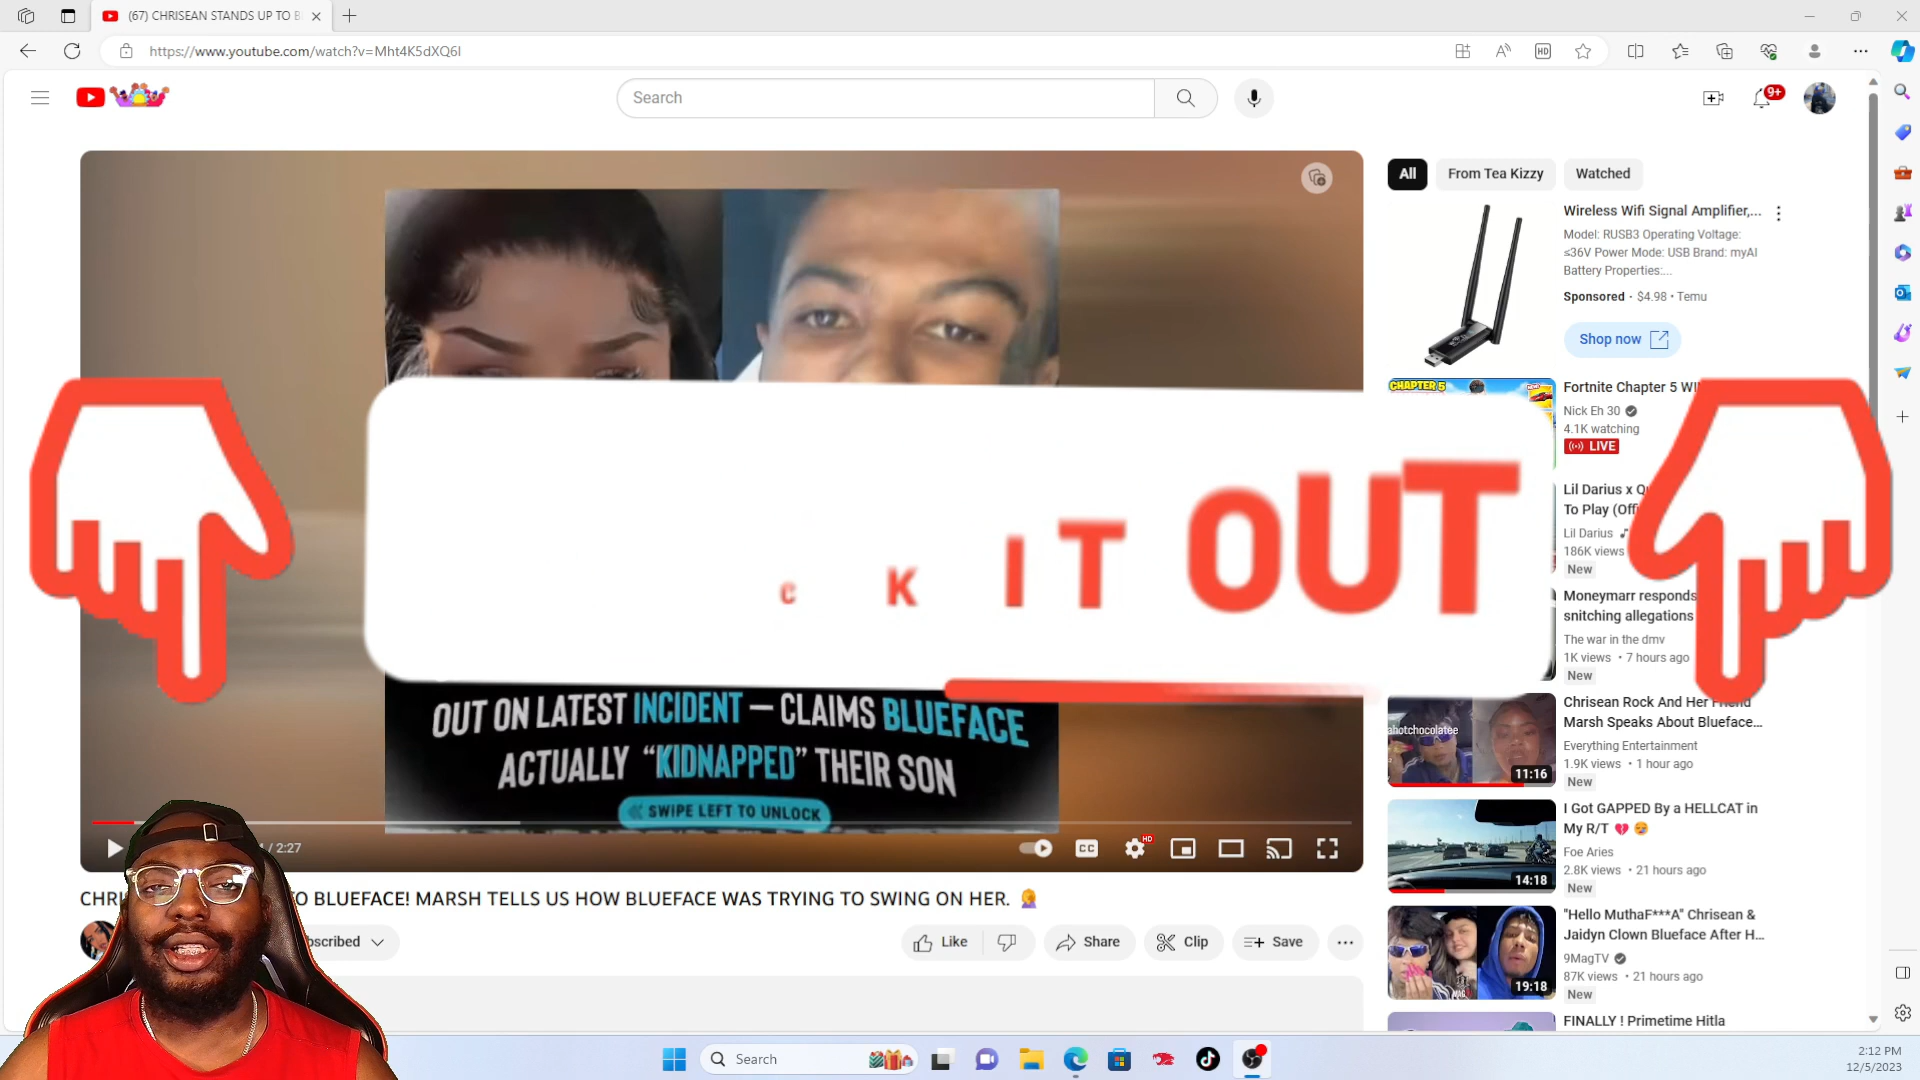 (67) CHRISEAN STANDS UP TO B
https://www.youtube.com/watch?v=Mht4K5dXQ6I
HD
Search
9+
All
From Tea Kizzy
Watched
Wireless Wifi Signal Amplifier,...
Model: RUSB3 Operating Voltage:
≤36V Power Mode: USB Brand: myAI
Battery Properties:...
Sponsored · $4.98 · Temu
Shop now
CHAPTER 5
Fortnite Chapter 5
Nick Eh 30
4.1K watching
LIVE
C K IT OUT
Lil Darius x
To Play
Lil Darius
186K views
New
Moneymarr responds
snitching allegations
The war in the dmv
1K views · 7 hours ago
New
OUT ON LATEST INCIDENT — CLAIMS BLUEFACE
ACTUALLY “KIDNAPPED” THEIR SON
SWIPE LEFT TO UNLOCK
ahotchocolatee
11:16
Chrisean Rock And Her Friend
Marsh Speaks About Blueface...
Everything Entertainment
1.9K views · 1 hour ago
New
14:18
I Got GAPPED By a HELLCAT in
My R/T 💔 😪
Foe Aries
2.8K views · 21 hours ago
New
/ 2:27
CC
HD
BLUEFACE! MARSH TELLS US HOW BLUEFACE WAS TRYING TO SWING ON HER. 🤦
Like
Share
Clip
Save
19:18
"Hello MuthaF***A" Chrisean &
Jaidyn Clown Blueface After H...
9MagTV
87K views · 21 hours ago
New
FINALLY ! Primetime Hitla
Search
2:12 PM
12/5/2023